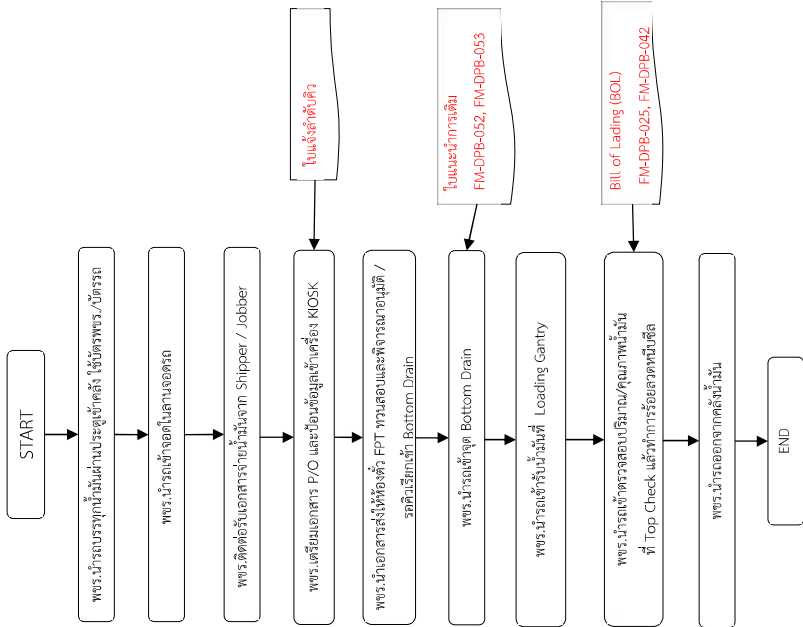 START
พขร.นำรถบรรทุกน้ำมันผ่านประตูเข้าคลัง ใช้บัตรพขร./บัตรรถ
พขร.นำรถเข้าจอดในลานจอดรถ
พขร.ติดต่อรับเอกสารจ่ายน้ำมันจาก Shipper / Jobber
พขร.เตรียมเอกสาร P/O และป้อนข้อมูลเข้าเครื่อง KIOSK
ใบแจ้งลำดับคิว
พขร.นำเอกสารส่งให้ห้องตั๋ว FPT ทวนสอบและพิจารณาอนุมัติ /
รอคิวเรียกเข้า Bottom Drain
พขร.นำรถเข้าจุด Bottom Drain
ใบแนะนำการเติม
FM-DPB-052, FM-DPB-053
พขร.นำรถเข้ารับน้ำมันที่ Loading Gantry
พขร.นำรถเข้าตรวจสอบปริมาณ/คุณภาพน้ำมัน
ที่ Top Check แล้วทำการร้อยลวดหนีบซีล
Bill of Lading (BOL)
FM-DPB-025, FM-DPB-042
พขร.นำรถออกจากคลังน้ำมัน
END